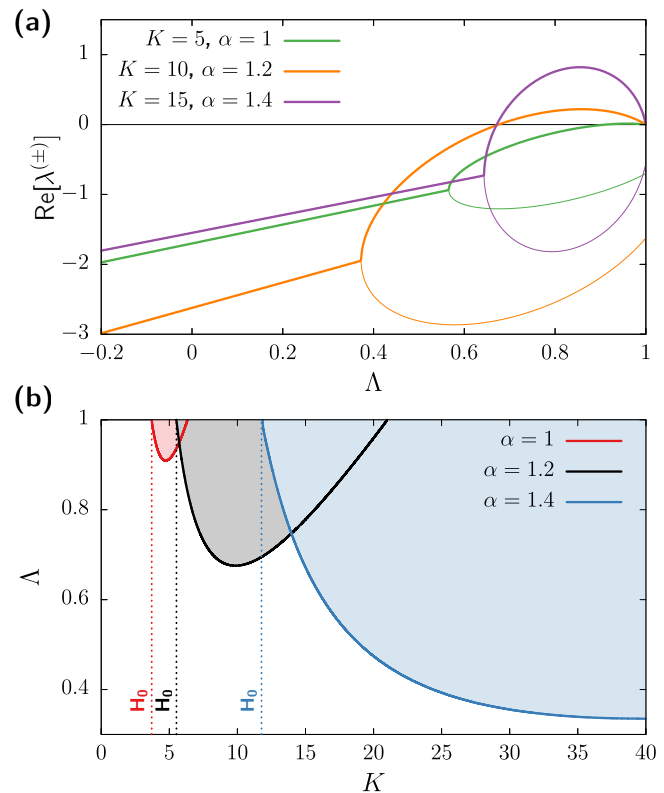 (a)
K = 5, α = 1
K = 10, α = 1.2
K = 15, α = 1.4
1
0
−1
−2
−3
Re[λ^(±)]
−0.2 0 0.2 0.4 0.6 0.8 1
Λ
(b)
1
0.8
0.6
0.4
Λ
α = 1
α = 1.2
α = 1.4
H₀ H₀ H₀
0 5 10 15 20 25 30 35 40
K